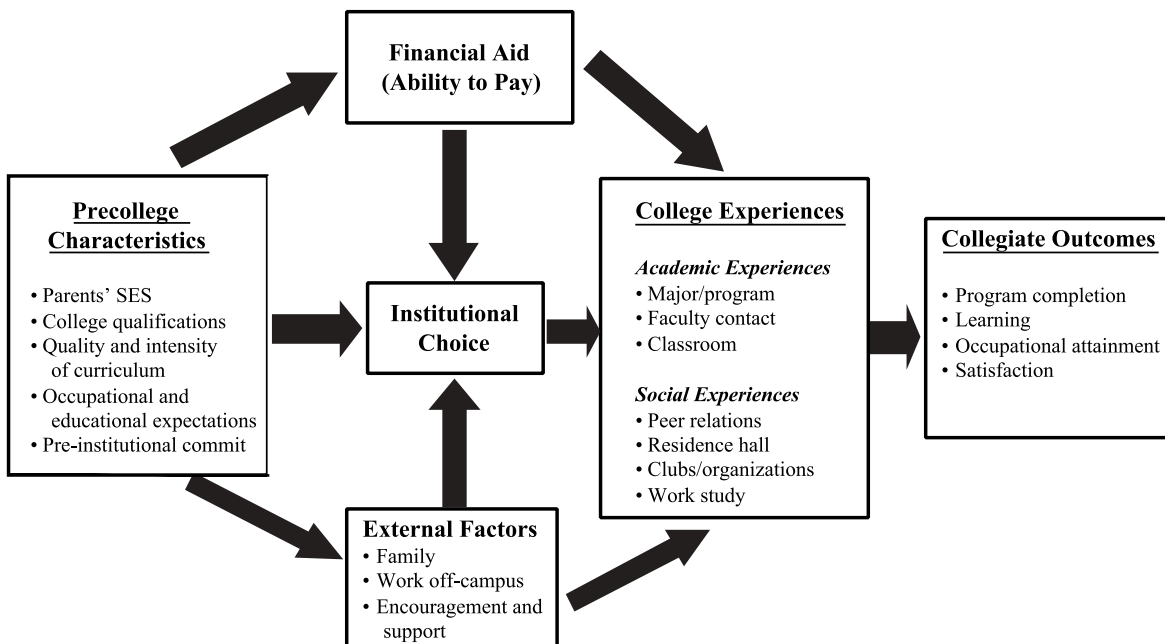 Financial Aid
(Ability to Pay)
Precollege
Characteristics
• Parents’ SES
• College qualifications
• Quality and intensity
of curriculum
• Occupational and
educational expectations
• Pre-institutional commit
Institutional
Choice
External Factors
• Family
• Work off-campus
• Encouragement and
support
College Experiences
Academic Experiences
• Major/program
• Faculty contact
• Classroom
Social Experiences
• Peer relations
• Residence hall
• Clubs/organizations
• Work study
Collegiate Outcomes
• Program completion
• Learning
• Occupational attainment
• Satisfaction